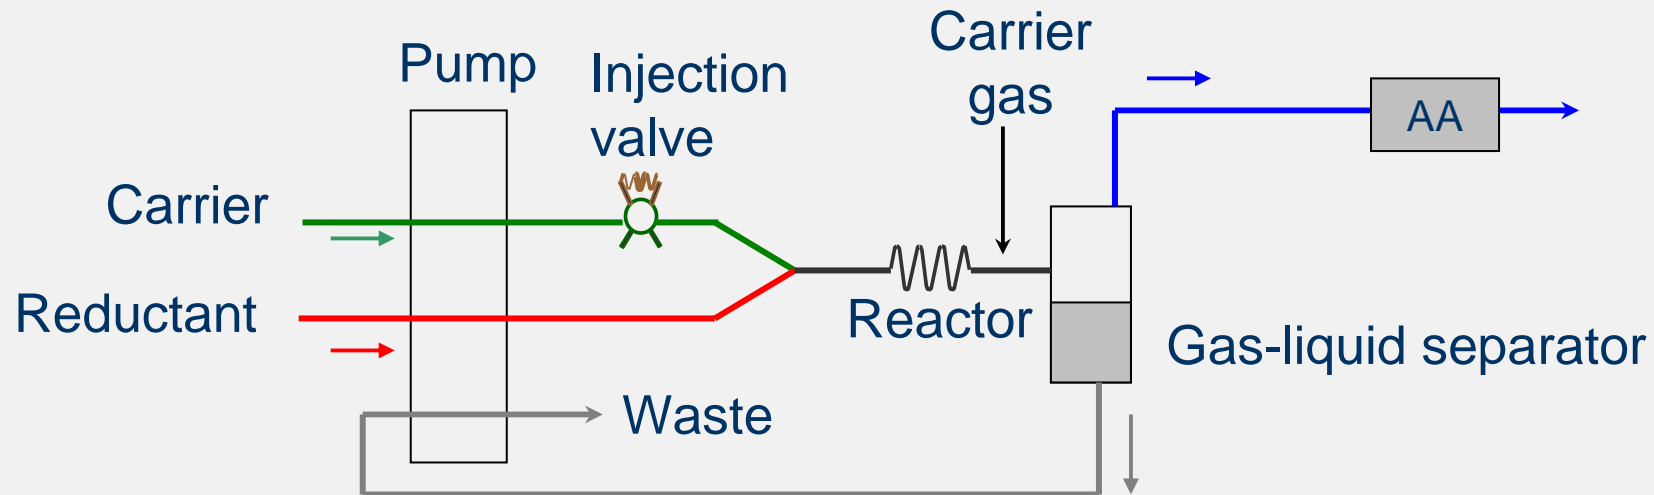 Pump
Injection
valve
Carrier
gas
AA
Carrier
Reductant
Reactor
Gas-liquid separator
Waste